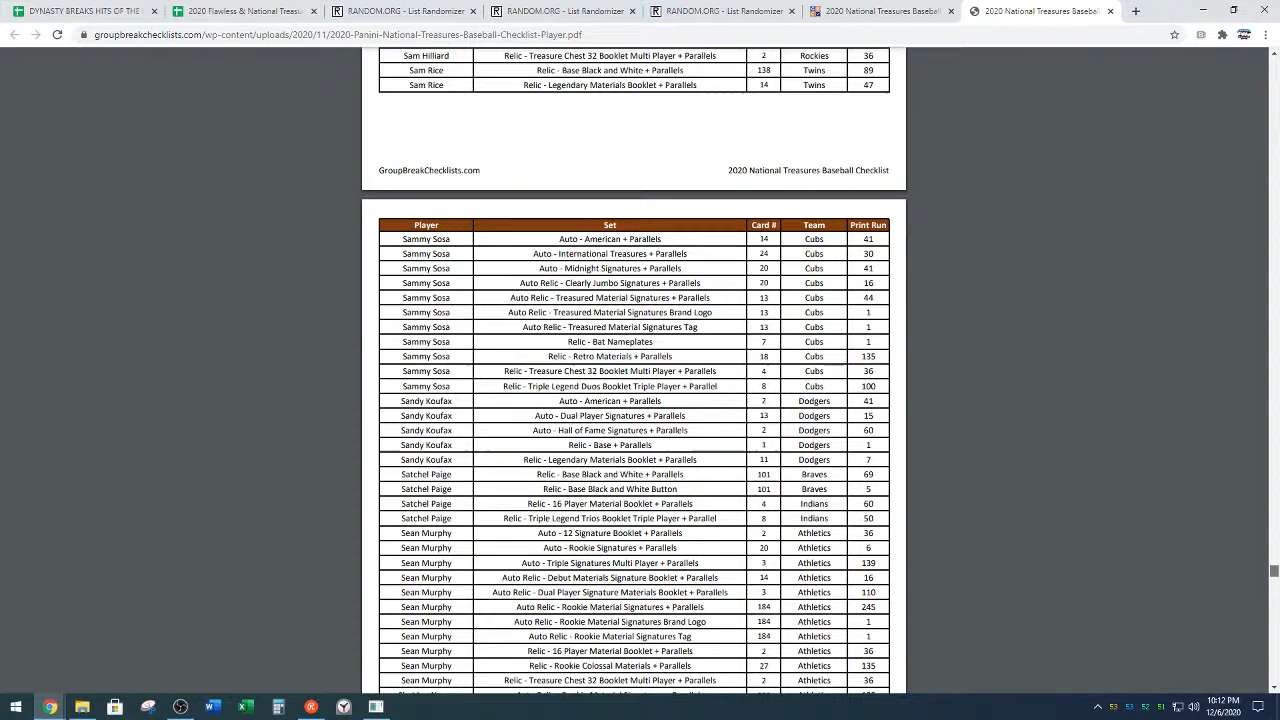 DYNASTY BREAKS HITS OF THE
2020 Flawless & National Treasu
RANDOM.ORG - List Randomizer
RANDOM.ORG - List Randomizer
RANDOM.ORG - List Randomizer
2020 National Treasures Baseball
2020 National Treasures Baseball
groupbreakchecklists.com/wp-content/uploads/2020/11/2020-Panini-National-Treasures-Baseball-Checklist-Player.pdf
Sam Hilliard Relic - Treasure Chest 32 Booklet Multi Player + Parallels 2 Rockies 36
Sam Rice Relic - Base Black and White + Parallels 138 Twins 89
Sam Rice Relic - Legendary Materials Booklet + Parallels 14 Twins 47
GroupBreakChecklists.com 2020 National Treasures Baseball Checklist
Player Set Card # Team Print Run
Sammy Sosa Auto - American + Parallels 14 Cubs 41
Sammy Sosa Auto - International Treasures + Parallels 24 Cubs 30
Sammy Sosa Auto - Midnight Signatures + Parallels 20 Cubs 41
Sammy Sosa Auto Relic - Clearly Jumbo Signatures + Parallels 20 Cubs 16
Sammy Sosa Auto Relic - Treasured Material Signatures + Parallels 13 Cubs 44
Sammy Sosa Auto Relic - Treasured Material Signatures Brand Logo 13 Cubs 1
Sammy Sosa Auto Relic - Treasured Material Signatures Tag 13 Cubs 1
Sammy Sosa Relic - Bat Nameplates 7 Cubs 1
Sammy Sosa Relic - Retro Materials + Parallels 18 Cubs 135
Sammy Sosa Relic - Treasure Chest 32 Booklet Multi Player + Parallels 4 Cubs 36
Sammy Sosa Relic - Triple Legend Duos Booklet Triple Player + Parallel 8 Cubs 100
Sandy Koufax Auto - American + Parallels 2 Dodgers 41
Sandy Koufax Auto - Dual Player Signatures + Parallels 13 Dodgers 15
Sandy Koufax Auto - Hall of Fame Signatures + Parallels 2 Dodgers 60
Sandy Koufax Relic - Base + Parallels 1 Dodgers 1
Sandy Koufax Relic - Legendary Materials Booklet + Parallels 11 Dodgers 7
Satchel Paige Relic - Base Black and White + Parallels 101 Braves 69
Satchel Paige Relic - Base Black and White Button 101 Braves 5
Satchel Paige Relic - 16 Player Material Booklet + Parallels 4 Indians 60
Satchel Paige Relic - Triple Legend Trios Booklet Triple Player + Parallel 8 Indians 50
Sean Murphy Auto - 12 Signature Booklet + Parallels 2 Athletics 36
Sean Murphy Auto - Rookie Signatures + Parallels 20 Athletics 6
Sean Murphy Auto - Triple Signatures Multi Player + Parallels 3 Athletics 139
Sean Murphy Auto Relic - Debut Materials Signature Booklet + Parallels 14 Athletics 16
Sean Murphy Auto Relic - Dual Player Signature Materials Booklet + Parallels 3 Athletics 110
Sean Murphy Auto Relic - Rookie Material Signatures + Parallels 184 Athletics 245
Sean Murphy Auto Relic - Rookie Material Signatures Brand Logo 184 Athletics 1
Sean Murphy Auto Relic - Rookie Material Signatures Tag 184 Athletics 1
Sean Murphy Relic - 16 Player Material Booklet + Parallels 2 Athletics 36
Sean Murphy Relic - Rookie Colossal Materials + Parallels 27 Athletics 135
Sean Murphy Relic - Treasure Chest 32 Booklet Multi Player + Parallels 2 Athletics 36
53 53 52 51
10:12 PM
12/6/2020